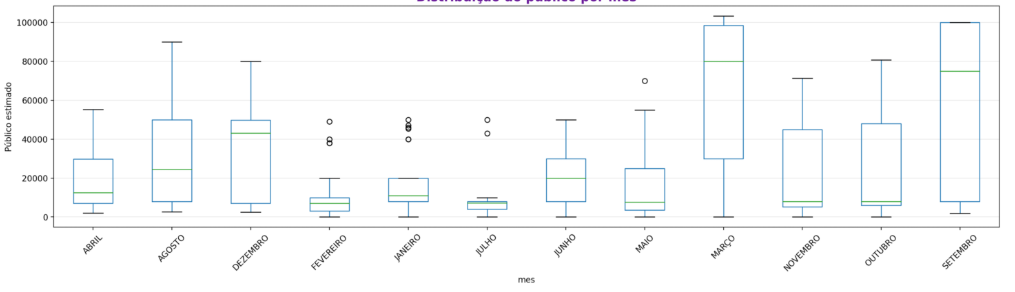 Distribuição do público por mês
100000
80000
60000
40000
20000
0
Público estimado
ABRIL
AGOSTO
DEZEMBRO
FEVEREIRO
JANEIRO
JULHO
JUNHO
MAIO
MARÇO
NOVEMBRO
OUTUBRO
SETEMBRO
mes